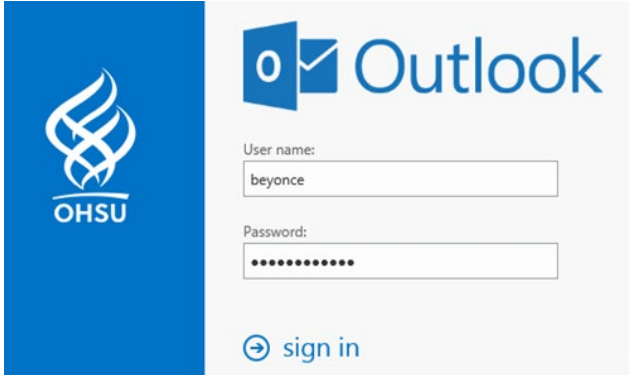 OHSU
o Outlook
User name:
beyonce
Password:
●●●●●●●●●●●●
sign in